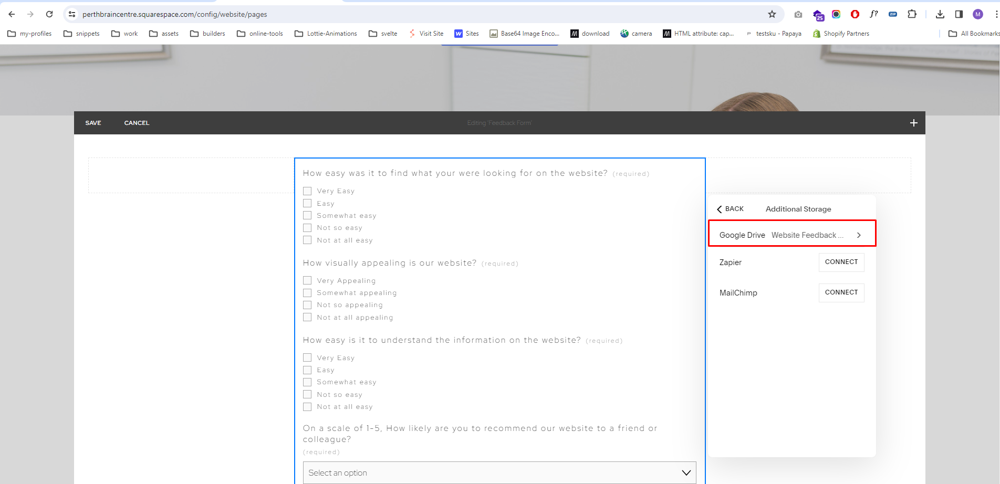 perthbraincentre.squarespace.com/config/website/pages
25
f?
ZIP
M
my-profiles
snippets
work
assets
builders
online-tools
Lottie-Animations
svelte
Visit Site
W Sites
Base64 Image Enco...
download
camera
HTML attribute: cap...
P testsku - Papaya
Shopify Partners
All Bookmarks
SAVE
CANCEL
Editing 'Feedback Form'
How easy was it to find what your were looking for on the website? (required)
Very Easy
Easy
Somewhat easy
Not so easy
Not at all easy
How visually appealing is our website? (required)
Very Appealing
Somewhat appealing
Not so appealing
Not at all appealing
How easy is it to understand the information on the website? (required)
Very Easy
Easy
Somewhat easy
Not so easy
Not at all easy
On a scale of 1-5, How likely are you to recommend our website to a friend or
colleague?
(required)
Select an option
BACK
Additional Storage
Google Drive Website Feedback ...
Zapier CONNECT
MailChimp CONNECT